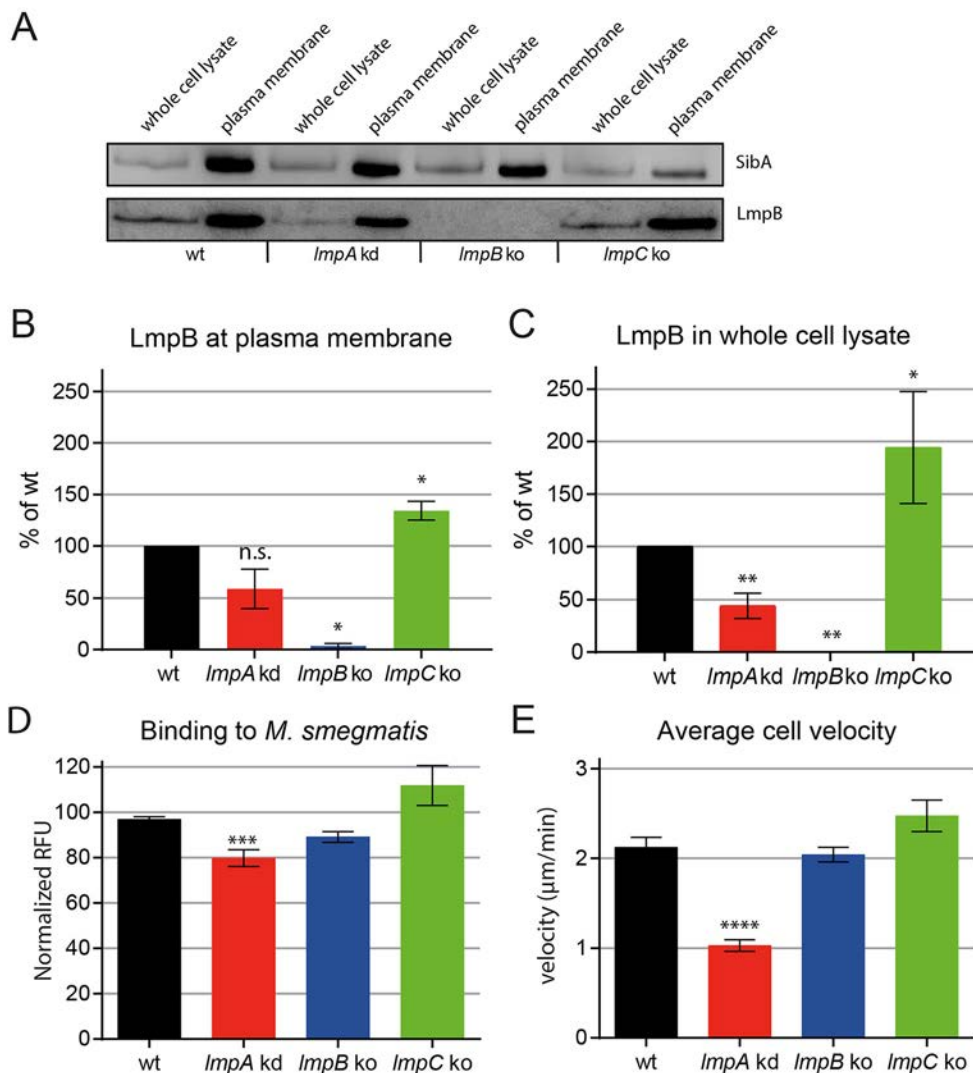 A
whole cell lysate
plasma membrane
whole cell lysate
plasma membrane
whole cell lysate
plasma membrane
whole cell lysate
plasma membrane
SibA
LmpB
wt lmpA kd lmpB ko lmpC ko
B
LmpB at plasma membrane
% of wt
250
200
150
100
50
0
n.s.
*
*
wt lmpA kd lmpB ko lmpC ko
C
LmpB in whole cell lysate
% of wt
250
200
150
100
50
0
**
**
*
wt lmpA kd lmpB ko lmpC ko
D
Binding to M. smegmatis
Normalized RFU
120
100
80
60
40
20
0
***
wt lmpA kd lmpB ko lmpC ko
E
Average cell velocity
velocity (µm/min)
3
2
1
0
****
wt lmpA kd lmpB ko lmpC ko